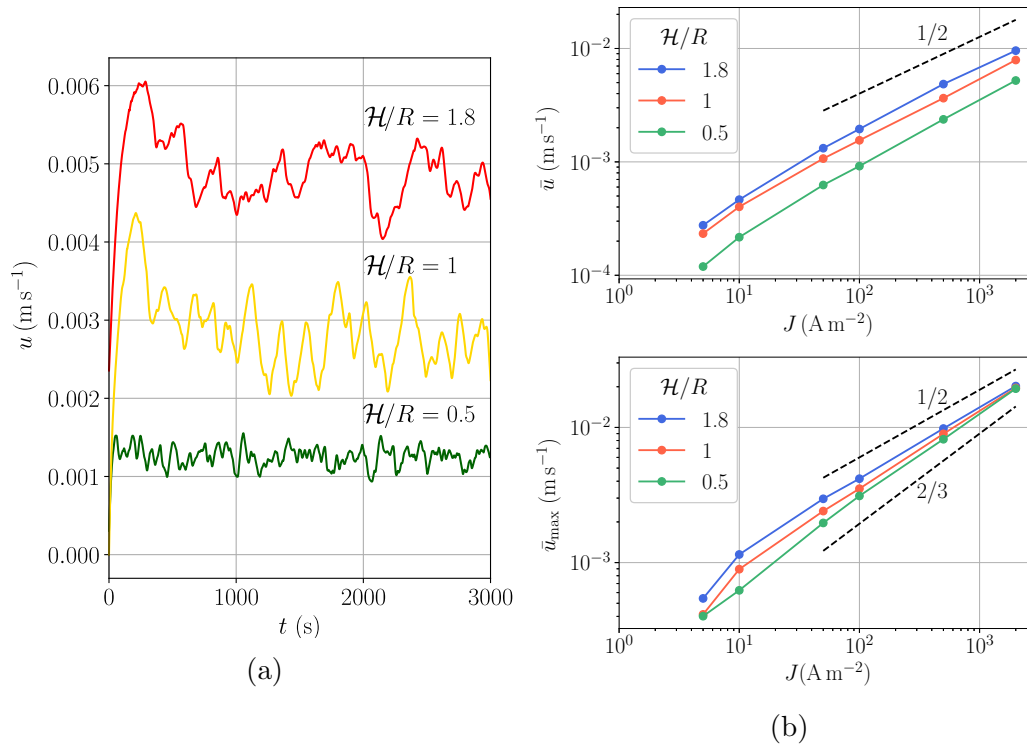 0.006
0.005
0.004
0.003
0.002
0.001
0.000
u (m s⁻¹)
ℋ/R = 1.8
ℋ/R = 1
ℋ/R = 0.5
0 1000 2000 3000
t (s)
(a)
10⁻²
10⁻³
10⁻⁴
ū (m s⁻¹)
ℋ/R
1.8
1
0.5
1/2
10⁰ 10¹ 10² 10³
J (A m⁻²)
10⁻²
10⁻³
ū_max (m s⁻¹)
ℋ/R
1.8
1
0.5
1/2
2/3
10⁰ 10¹ 10² 10³
J (A m⁻²)
(b)